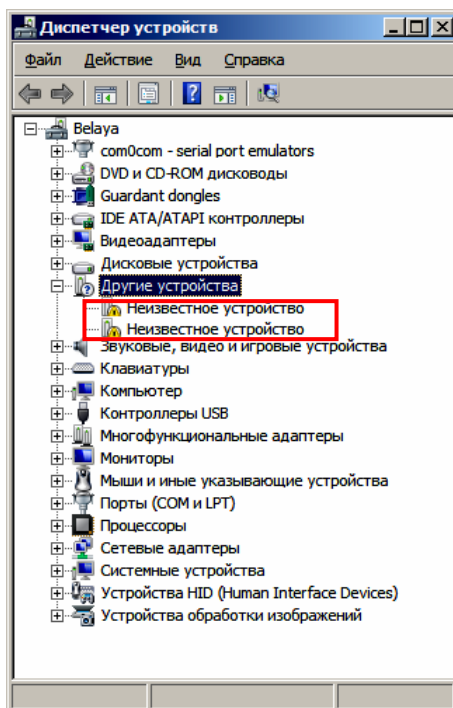 Диспетчер устройств
Файл Действие Вид Справка
Belaya
com0com - serial port emulators
DVD и CD-ROM дисководы
Guardant dongles
IDE ATA/ATAPI контроллеры
Видеоадаптеры
Дисковые устройства
Другие устройства
Неизвестное устройство
Неизвестное устройство
Звуковые, видео и игровые устройства
Клавиатуры
Компьютер
Контроллеры USB
Многофункциональные адаптеры
Мониторы
Мыши и иные указывающие устройства
Порты (COM и LPT)
Процессоры
Сетевые адаптеры
Системные устройства
Устройства HID (Human Interface Devices)
Устройства обработки изображений